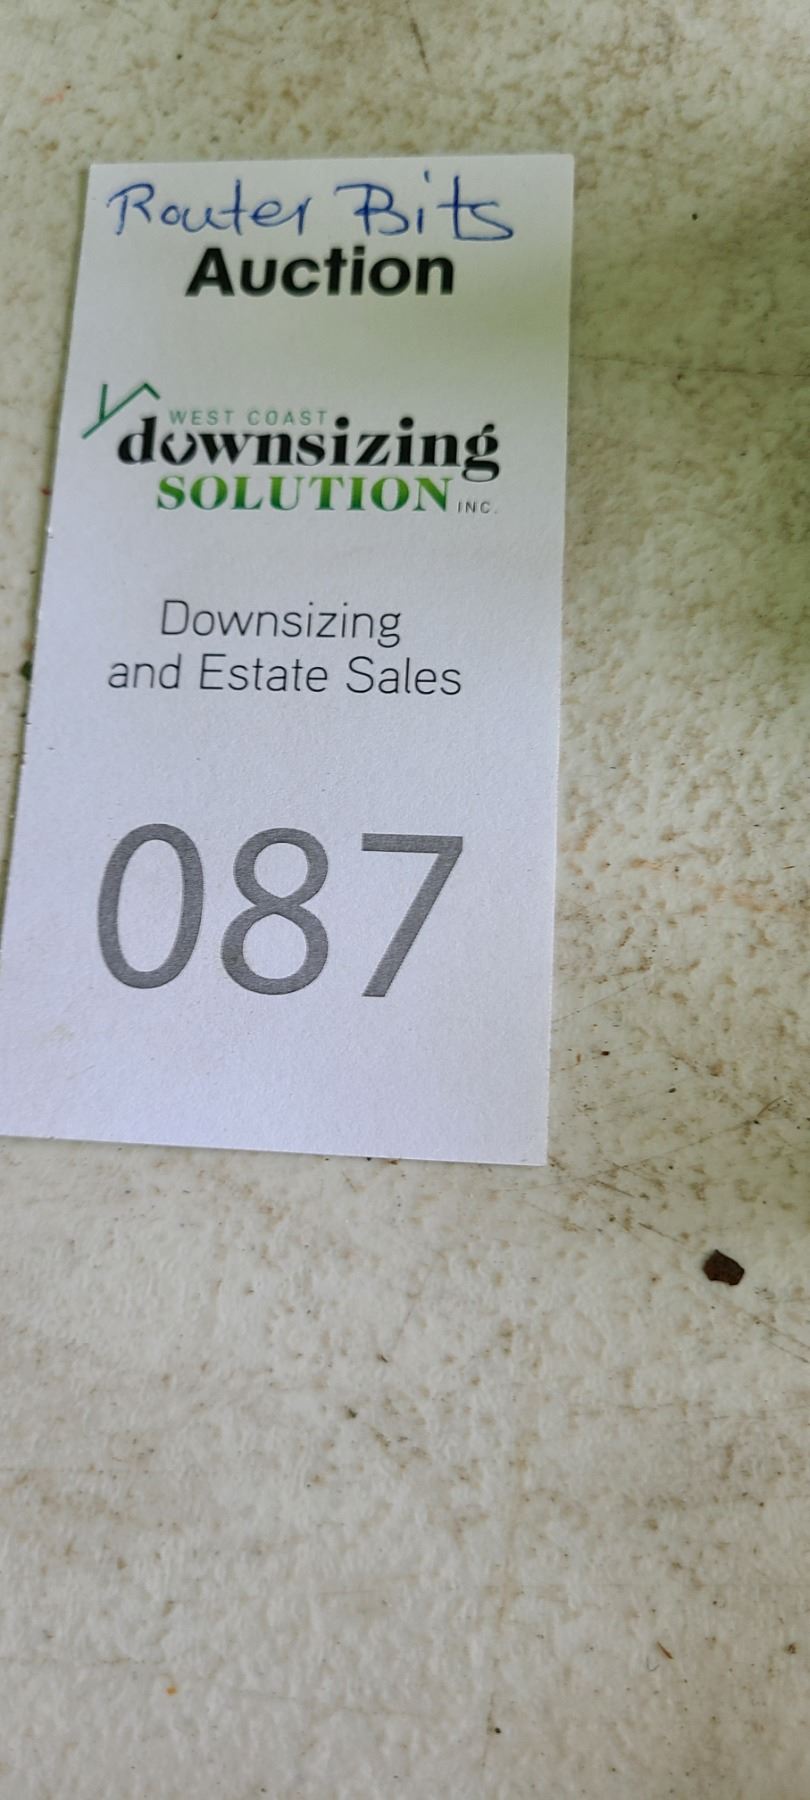 Router Bits
Auction
WEST COAST
downsizing
SOLUTION INC.
Downsizing
and Estate Sales
087